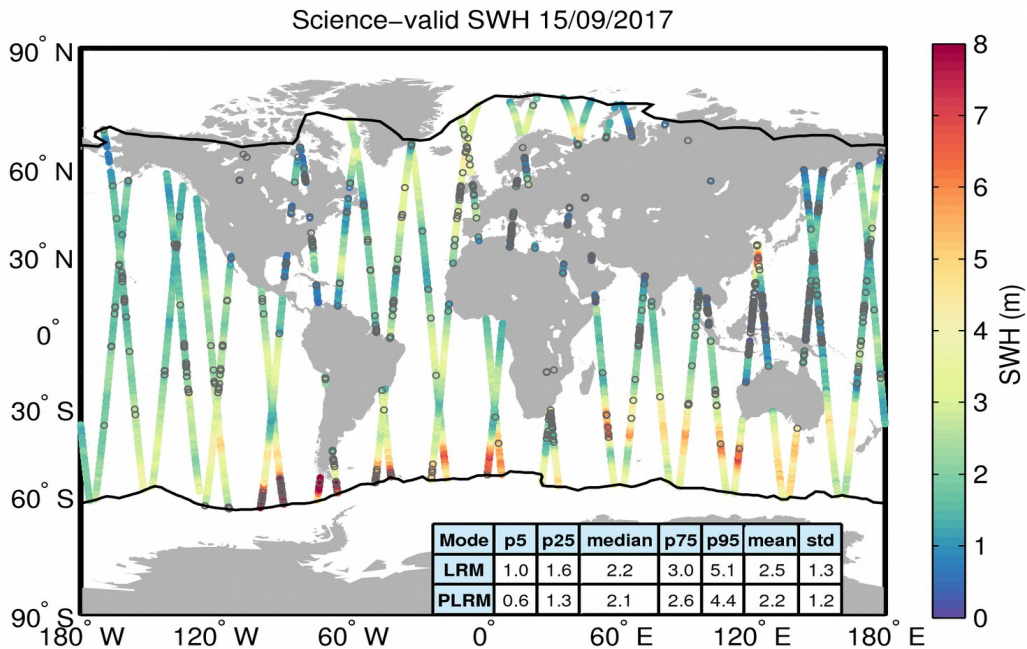 Science−valid SWH 15/09/2017
90° N
60° N
30° N
0°
30° S
60° S
90° S
180° W
120° W
60° W
0°
60° E
120° E
180° E
Mode p5 p25 median p75 p95 mean std
LRM 1.0 1.6 2.2 3.0 5.1 2.5 1.3
PLRM 0.6 1.3 2.1 2.6 4.4 2.2 1.2
8
7
6
5
4
3
2
1
0
SWH (m)